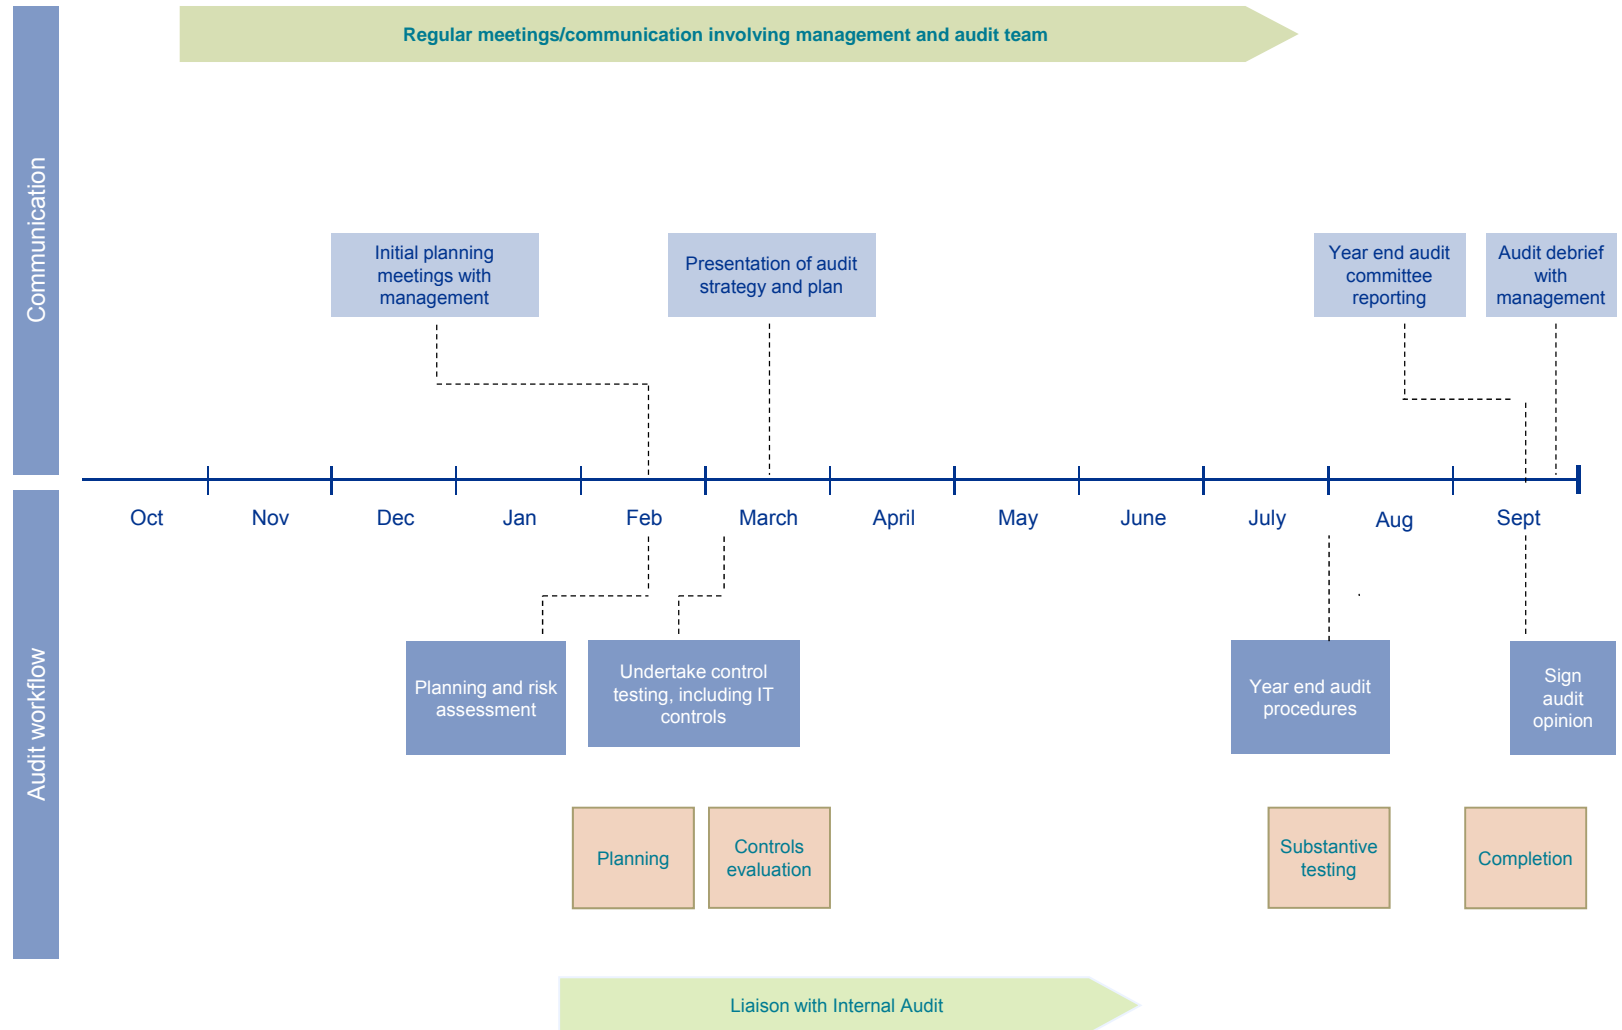 Regular meetings/communication involving management and audit team
Communication
Initial planning
meetings with
management
Presentation of audit
strategy and plan
Year end audit
committee
reporting
Audit debrief
with
management
Oct
Nov
Dec
Jan
Feb
March
April
May
June
July
Aug
Sept
Audit workflow
Planning and risk
assessment
Undertake control
testing, including IT
controls
Year end audit
procedures
Sign
audit
opinion
Planning
Controls
evaluation
Substantive
testing
Completion
Liaison with Internal Audit